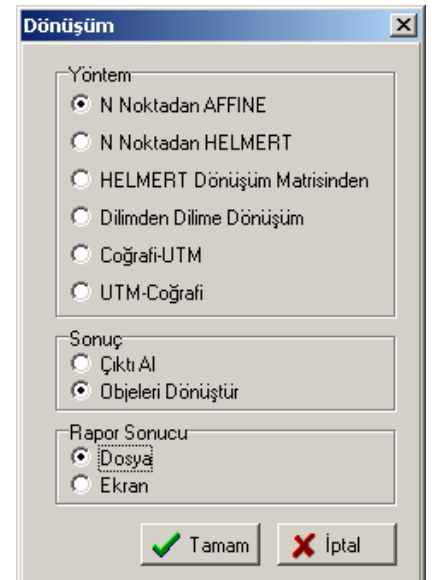 Dönüşüm
Yöntem
N Noktadan AFFINE
N Noktadan HELMERT
HELMERT Dönüşüm Matrisinden
Dilimden Dilime Dönüşüm
Coğrafi-UTM
UTM-Coğrafi
Sonuç
Çıktı Al
Objeleri Dönüştür
Rapor Sonucu
Dosya
Ekran
Tamam İptal